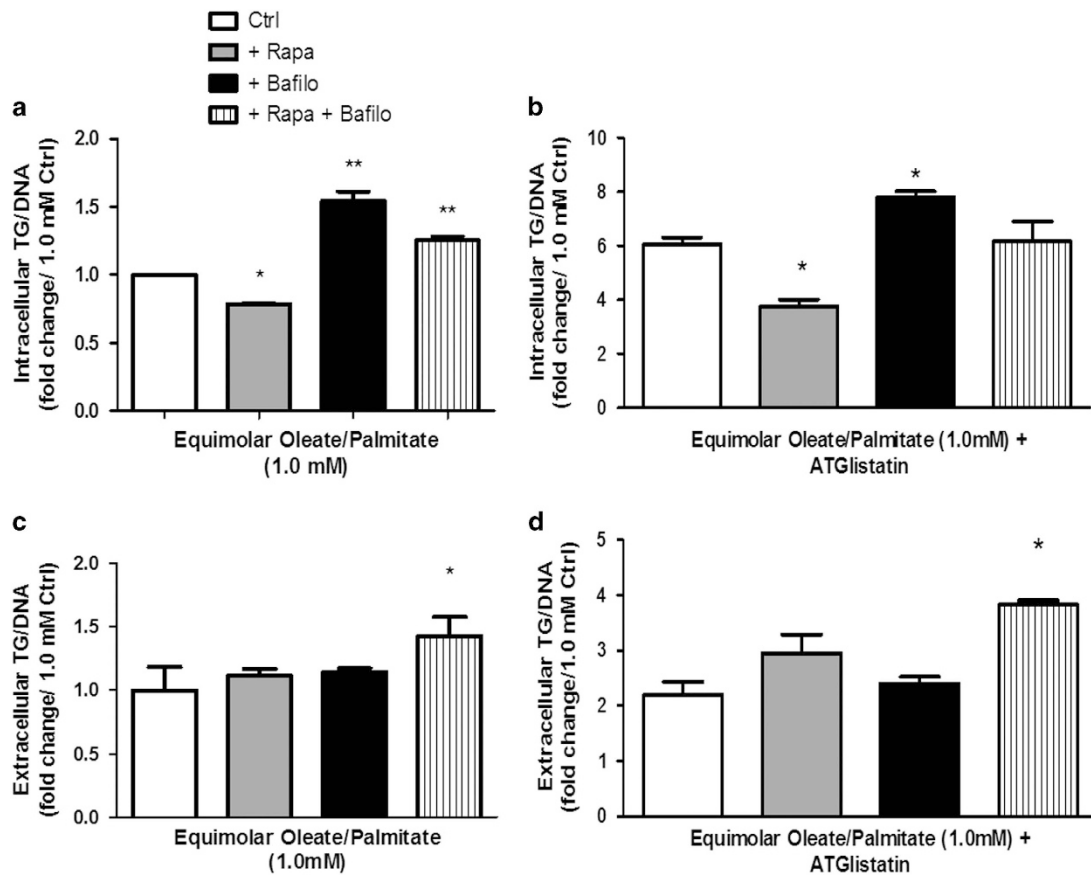 Ctrl
+ Rapa
+ Bafilo
+ Rapa + Bafilo
a
Intracellular TG/DNA
(fold change/ 1.0 mM Ctrl)
2.0
1.5
1.0
0.5
0.0
*
**
**
Equimolar Oleate/Palmitate
(1.0 mM)
b
Intracellular TG/DNA
(fold change/ 1.0 mM Ctrl)
10
8
6
4
2
0
*
*
Equimolar Oleate/Palmitate (1.0mM) +
ATGlistatin
c
Extracellular TG/DNA
(fold change/ 1.0 mM Ctrl)
2.0
1.5
1.0
0.5
0.0
*
Equimolar Oleate/Palmitate
(1.0mM)
d
Extracellular TG/DNA
(fold change/1.0 mM Ctrl)
5
4
3
2
1
0
*
Equimolar Oleate/Palmitate (1.0mM) +
ATGlistatin